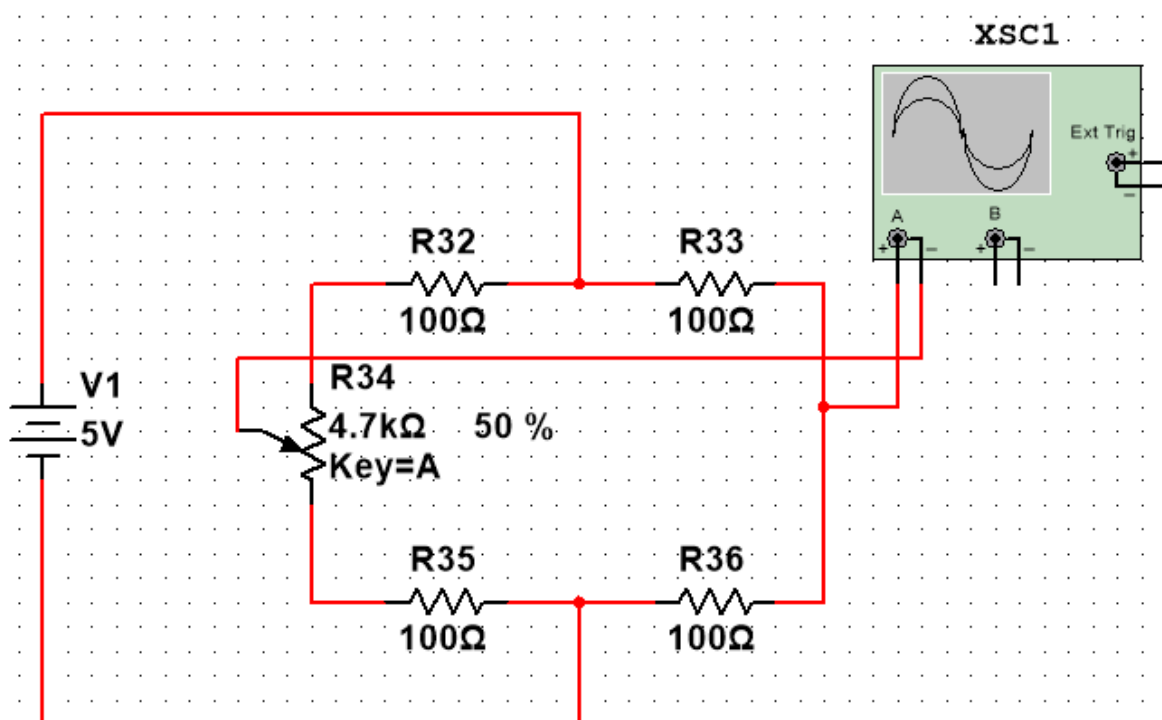 XSC1
Ext Trig
+
−
A
B
+
−
+
−
R32
100Ω
R33
100Ω
V1
5V
R34
4.7kΩ 50 %
Key=A
R35
100Ω
R36
100Ω